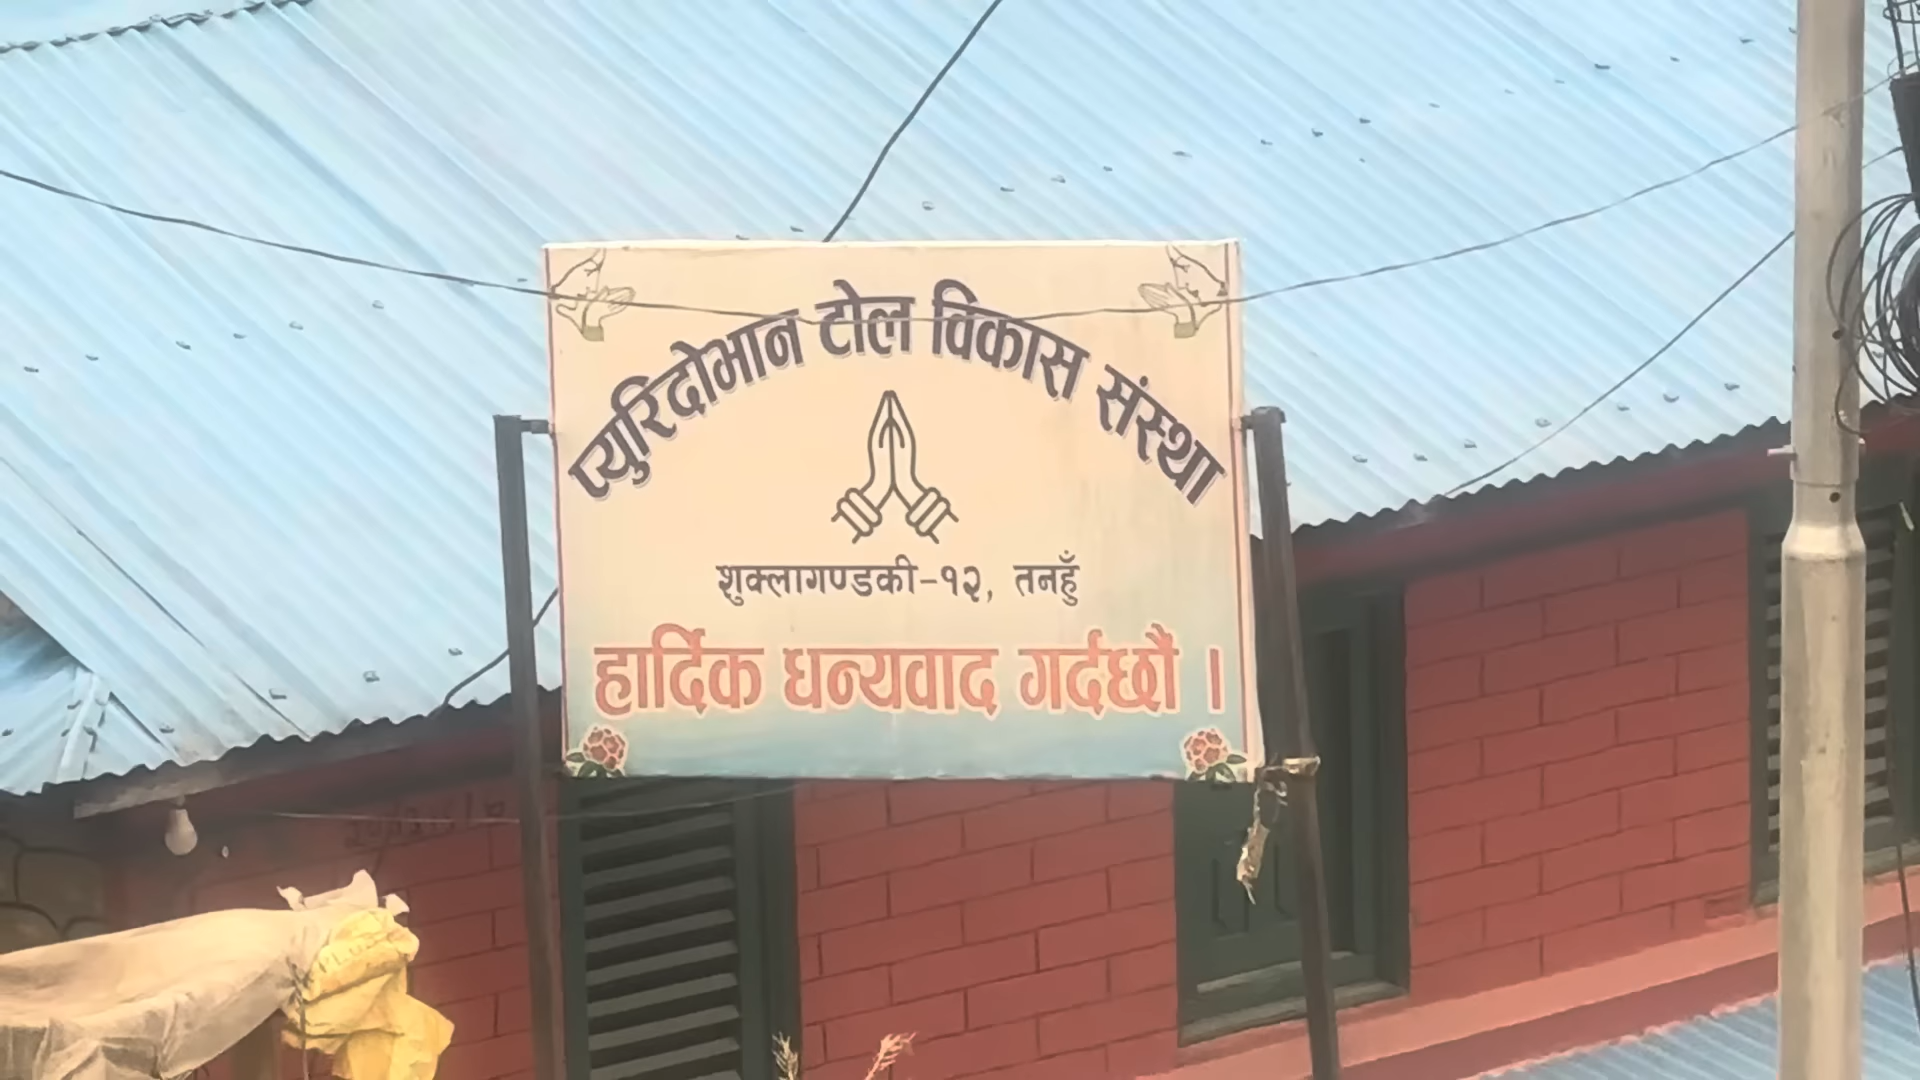 प्युरिदोभान टोल विकास संस्था
शुक्लागण्डकी-१२, तनहुँ
हार्दिक धन्यवाद गर्दछौं ।